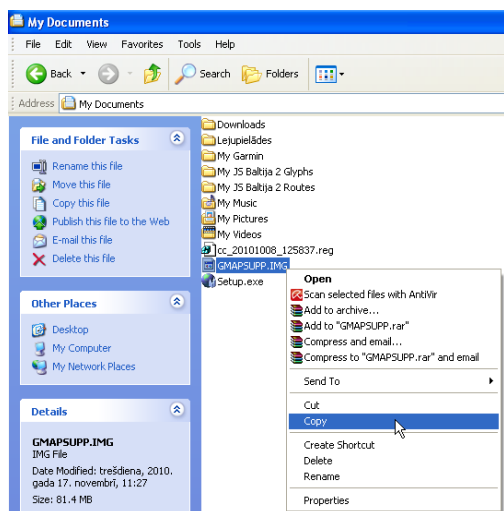 My Documents
File Edit View Favorites Tools Help
Back Search Folders
Address My Documents
File and Folder Tasks
Rename this file
Move this file
Copy this file
Publish this file to the Web
E-mail this file
Delete this file
Other Places
Desktop
My Computer
My Network Places
Details
GMAPSUPP.IMG
IMG File
Date Modified: trešdiena, 2010.
gada 17. novembrī, 11:27
Size: 81.4 MB
Downloads
Lejupielādes
My Garmin
My JS Baltija 2 Glyphs
My JS Baltija 2 Routes
My Music
My Pictures
My Videos
cc_20101008_125837.reg
GMAPSUPP.IMG
Setup.exe
Open
Scan selected files with AntiVir
Add to archive...
Add to "GMAPSUPP.rar"
Compress and email...
Compress to "GMAPSUPP.rar" and email
Send To
Cut
Copy
Create Shortcut
Delete
Rename
Properties